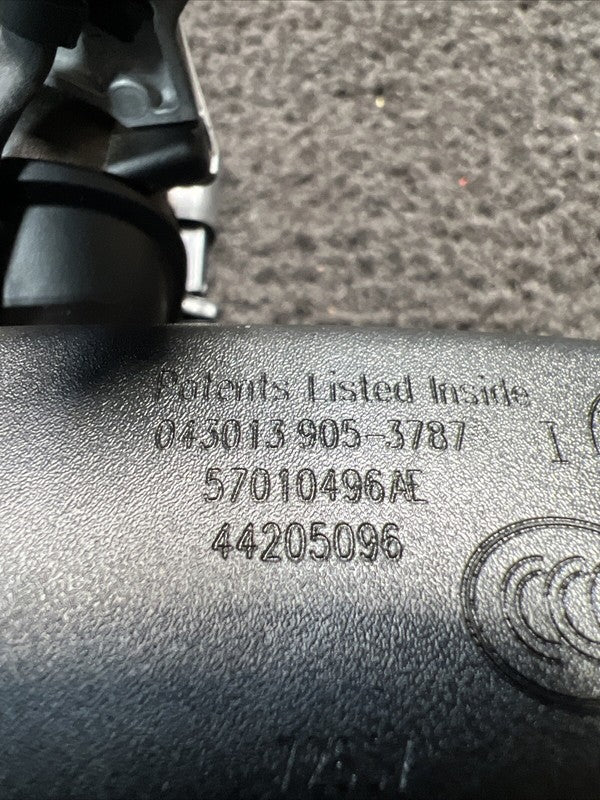 Patents Listed Inside
043013 905-3787 I
57010496AE
44205096